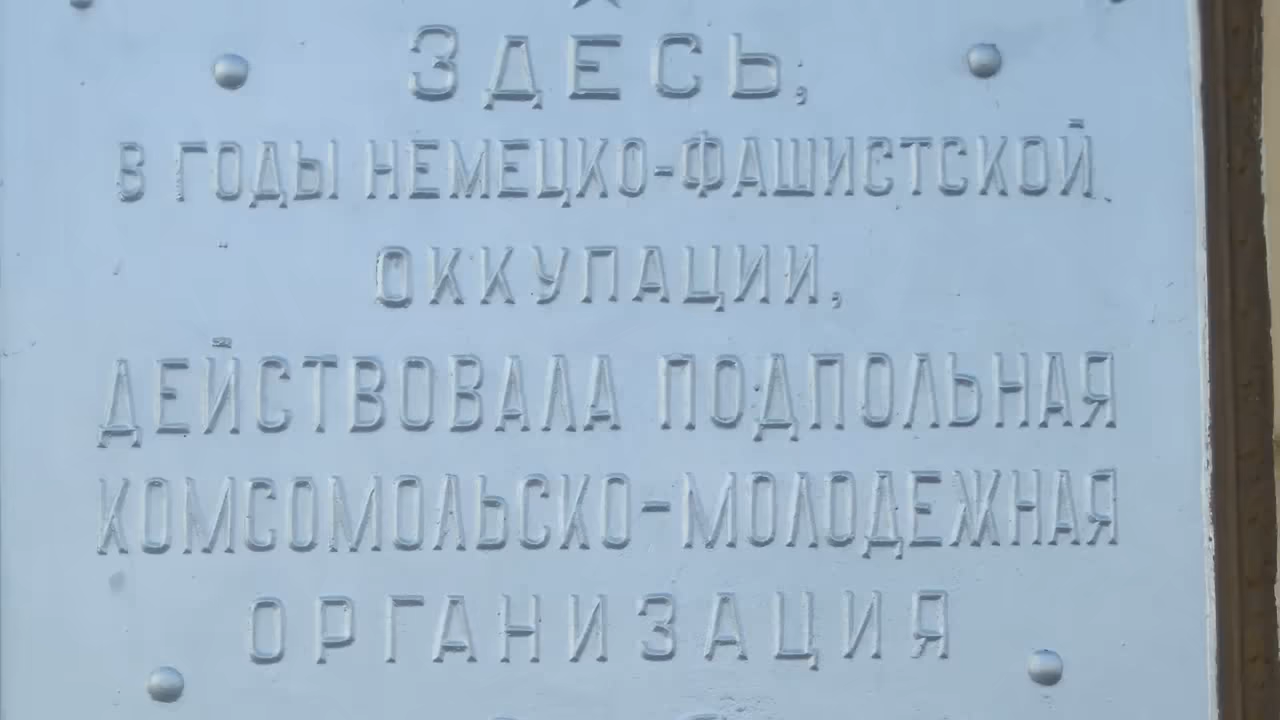 ЗДЕСЬ,
В ГОДЫ НЕМЕЦКО-ФАШИСТСКОЙ
ОККУПАЦИИ,
ДЕЙСТВОВАЛА ПОДПОЛЬНАЯ
КОМСОМОЛЬСКО-МОЛОДЕЖНАЯ
ОРГАНИЗАЦИЯ